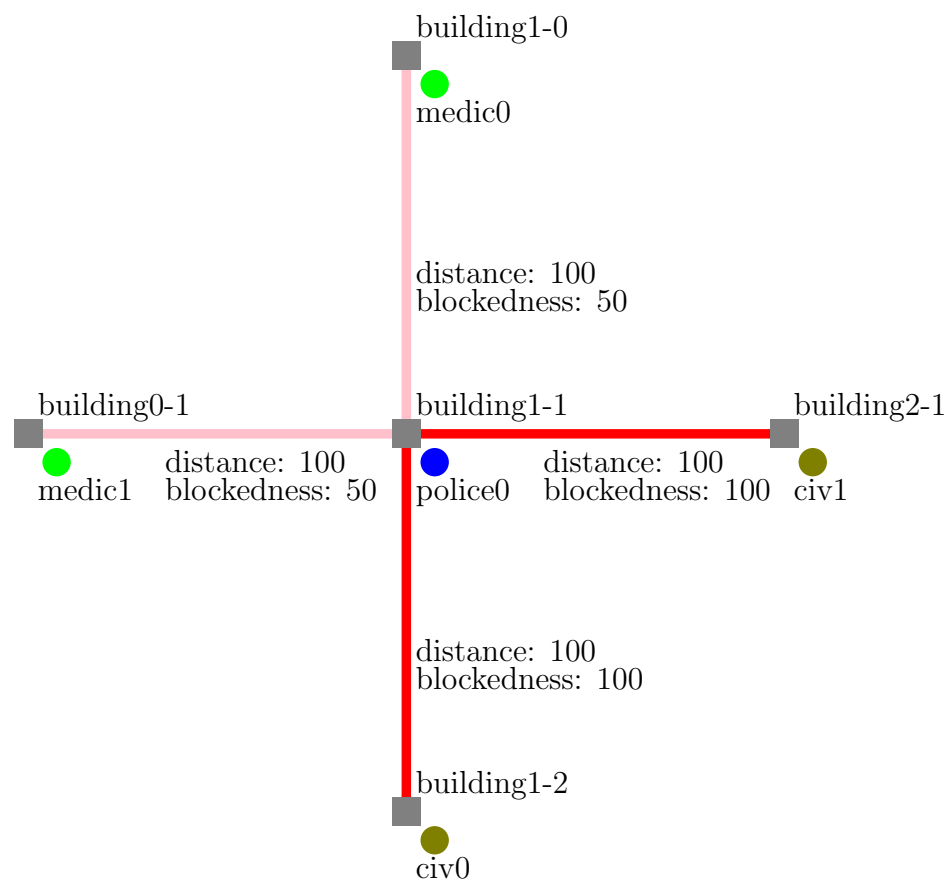 building1-0
medic0
distance: 100
blockedness: 50
building0-1
building1-1
building2-1
distance: 100
distance: 100
medic1
blockedness: 50
police0
blockedness: 100
civ1
distance: 100
blockedness: 100
building1-2
civ0